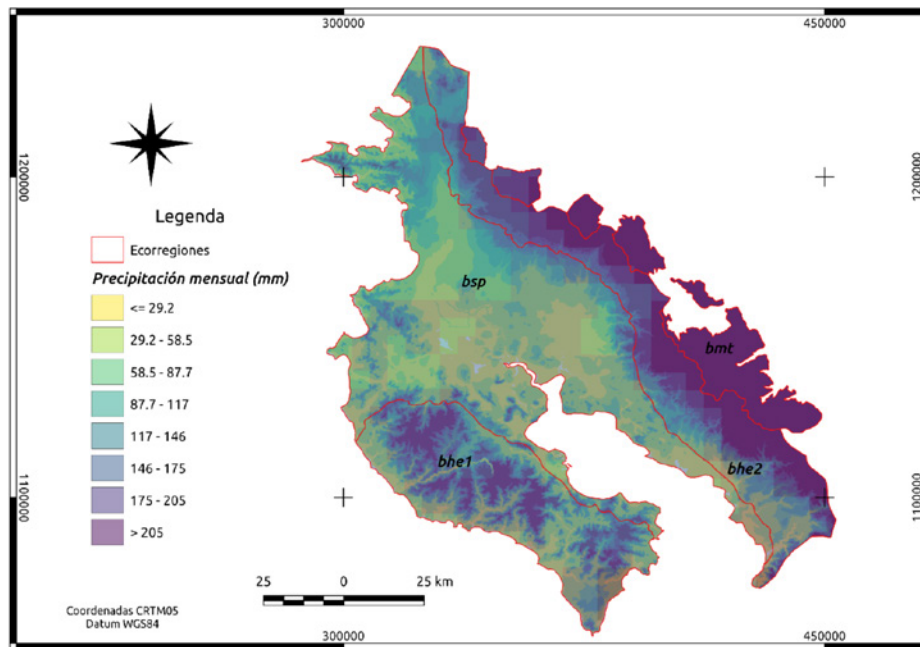 300000
450000
1200000
1200000
Legenda
Ecorregiones
Precipitación mensual (mm)
<= 29.2
29.2 - 58.5
58.5 - 87.7
87.7 - 117
117 - 146
146 - 175
175 - 205
> 205
bsp
bmt
bhe1
bhe2
1100000
1100000
25 0 25 km
Coordenadas CRTM05
Datum WGS84
300000
450000